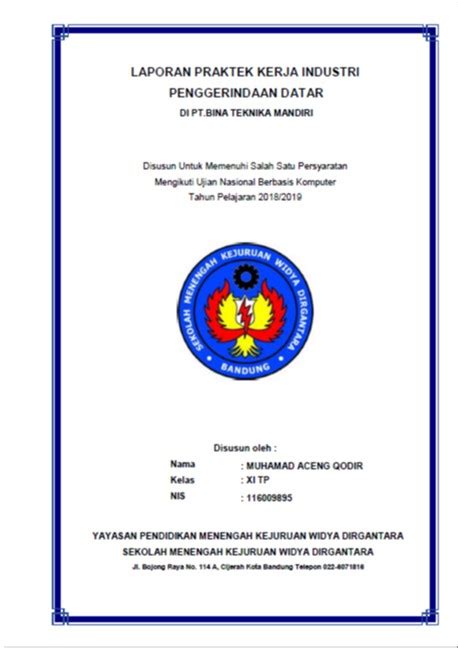 LAPORAN PRAKTEK KERJA INDUSTRI
PENGGERINDAAN DATAR
DI PT.BINA TEKNIKA MANDIRI
Disusun Untuk Memenuhi Salah Satu Persyaratan
Mengikuti Ujian Nasional Berbasis Komputer
Tahun Pelajaran 2018/2019
SEKOLAH MENENGAH KEJURUAN WIDYA DIRGANTARA
BANDUNG
Disusun oleh :
Nama : MUHAMAD ACENG QODIR
Kelas : XI TP
NIS : 116009895
YAYASAN PENDIDIKAN MENENGAH KEJURUAN WIDYA DIRGANTARA
SEKOLAH MENENGAH KEJURUAN WIDYA DIRGANTARA
Jl. Bojong Raya No. 114 A, Cijerah Kota Bandung Telepon 022-6071816